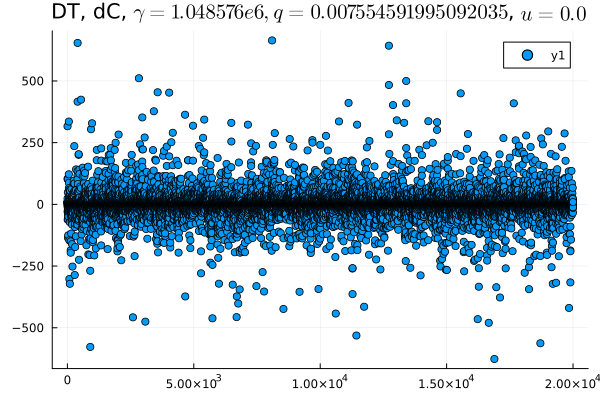 DT, dC, γ = 1.048576e6, q = 0.007554591995092035, u = 0.0
y1
500
250
0
−250
−500
0 5.00×10³ 1.00×10⁴ 1.50×10⁴ 2.00×10⁴